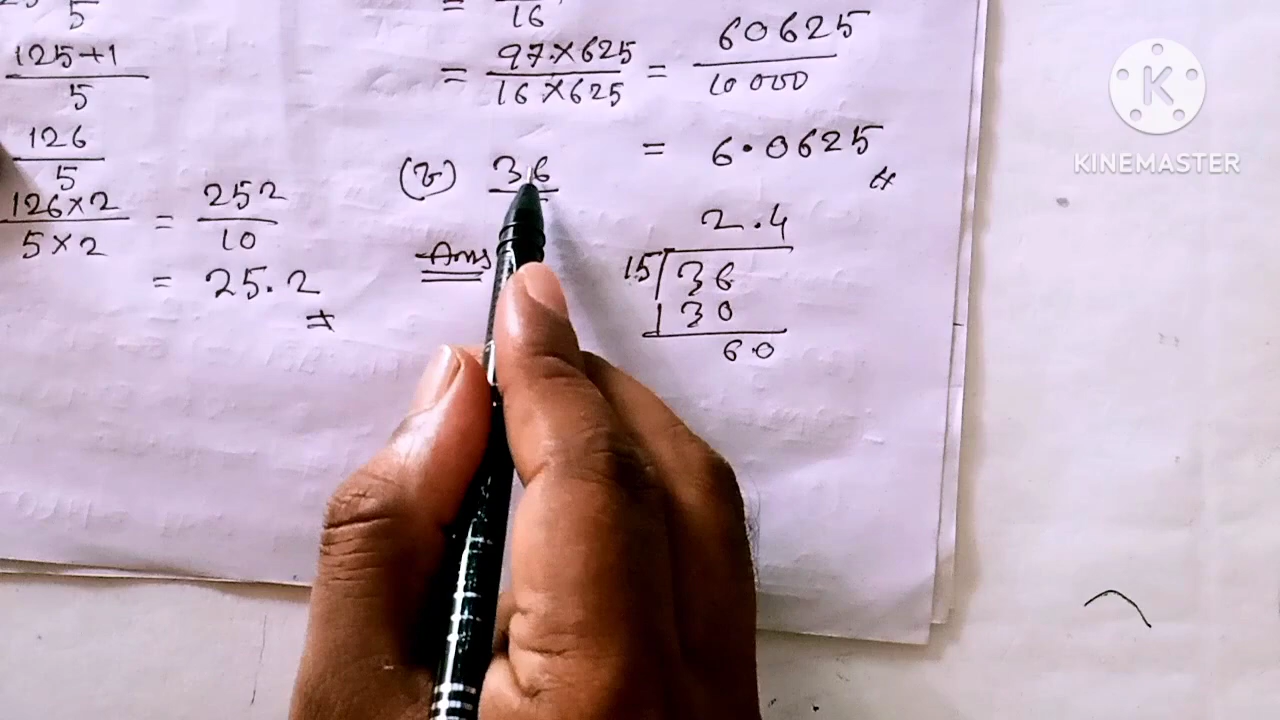 125+1
5
126
5
126×2 / 5×2 = 252 / 10
= 25.2
16
= 97×625 / 16×625 = 60625 / 10000
= 6.0625
36
Ans
2.4
15 36
30
60
K
KINEMASTER